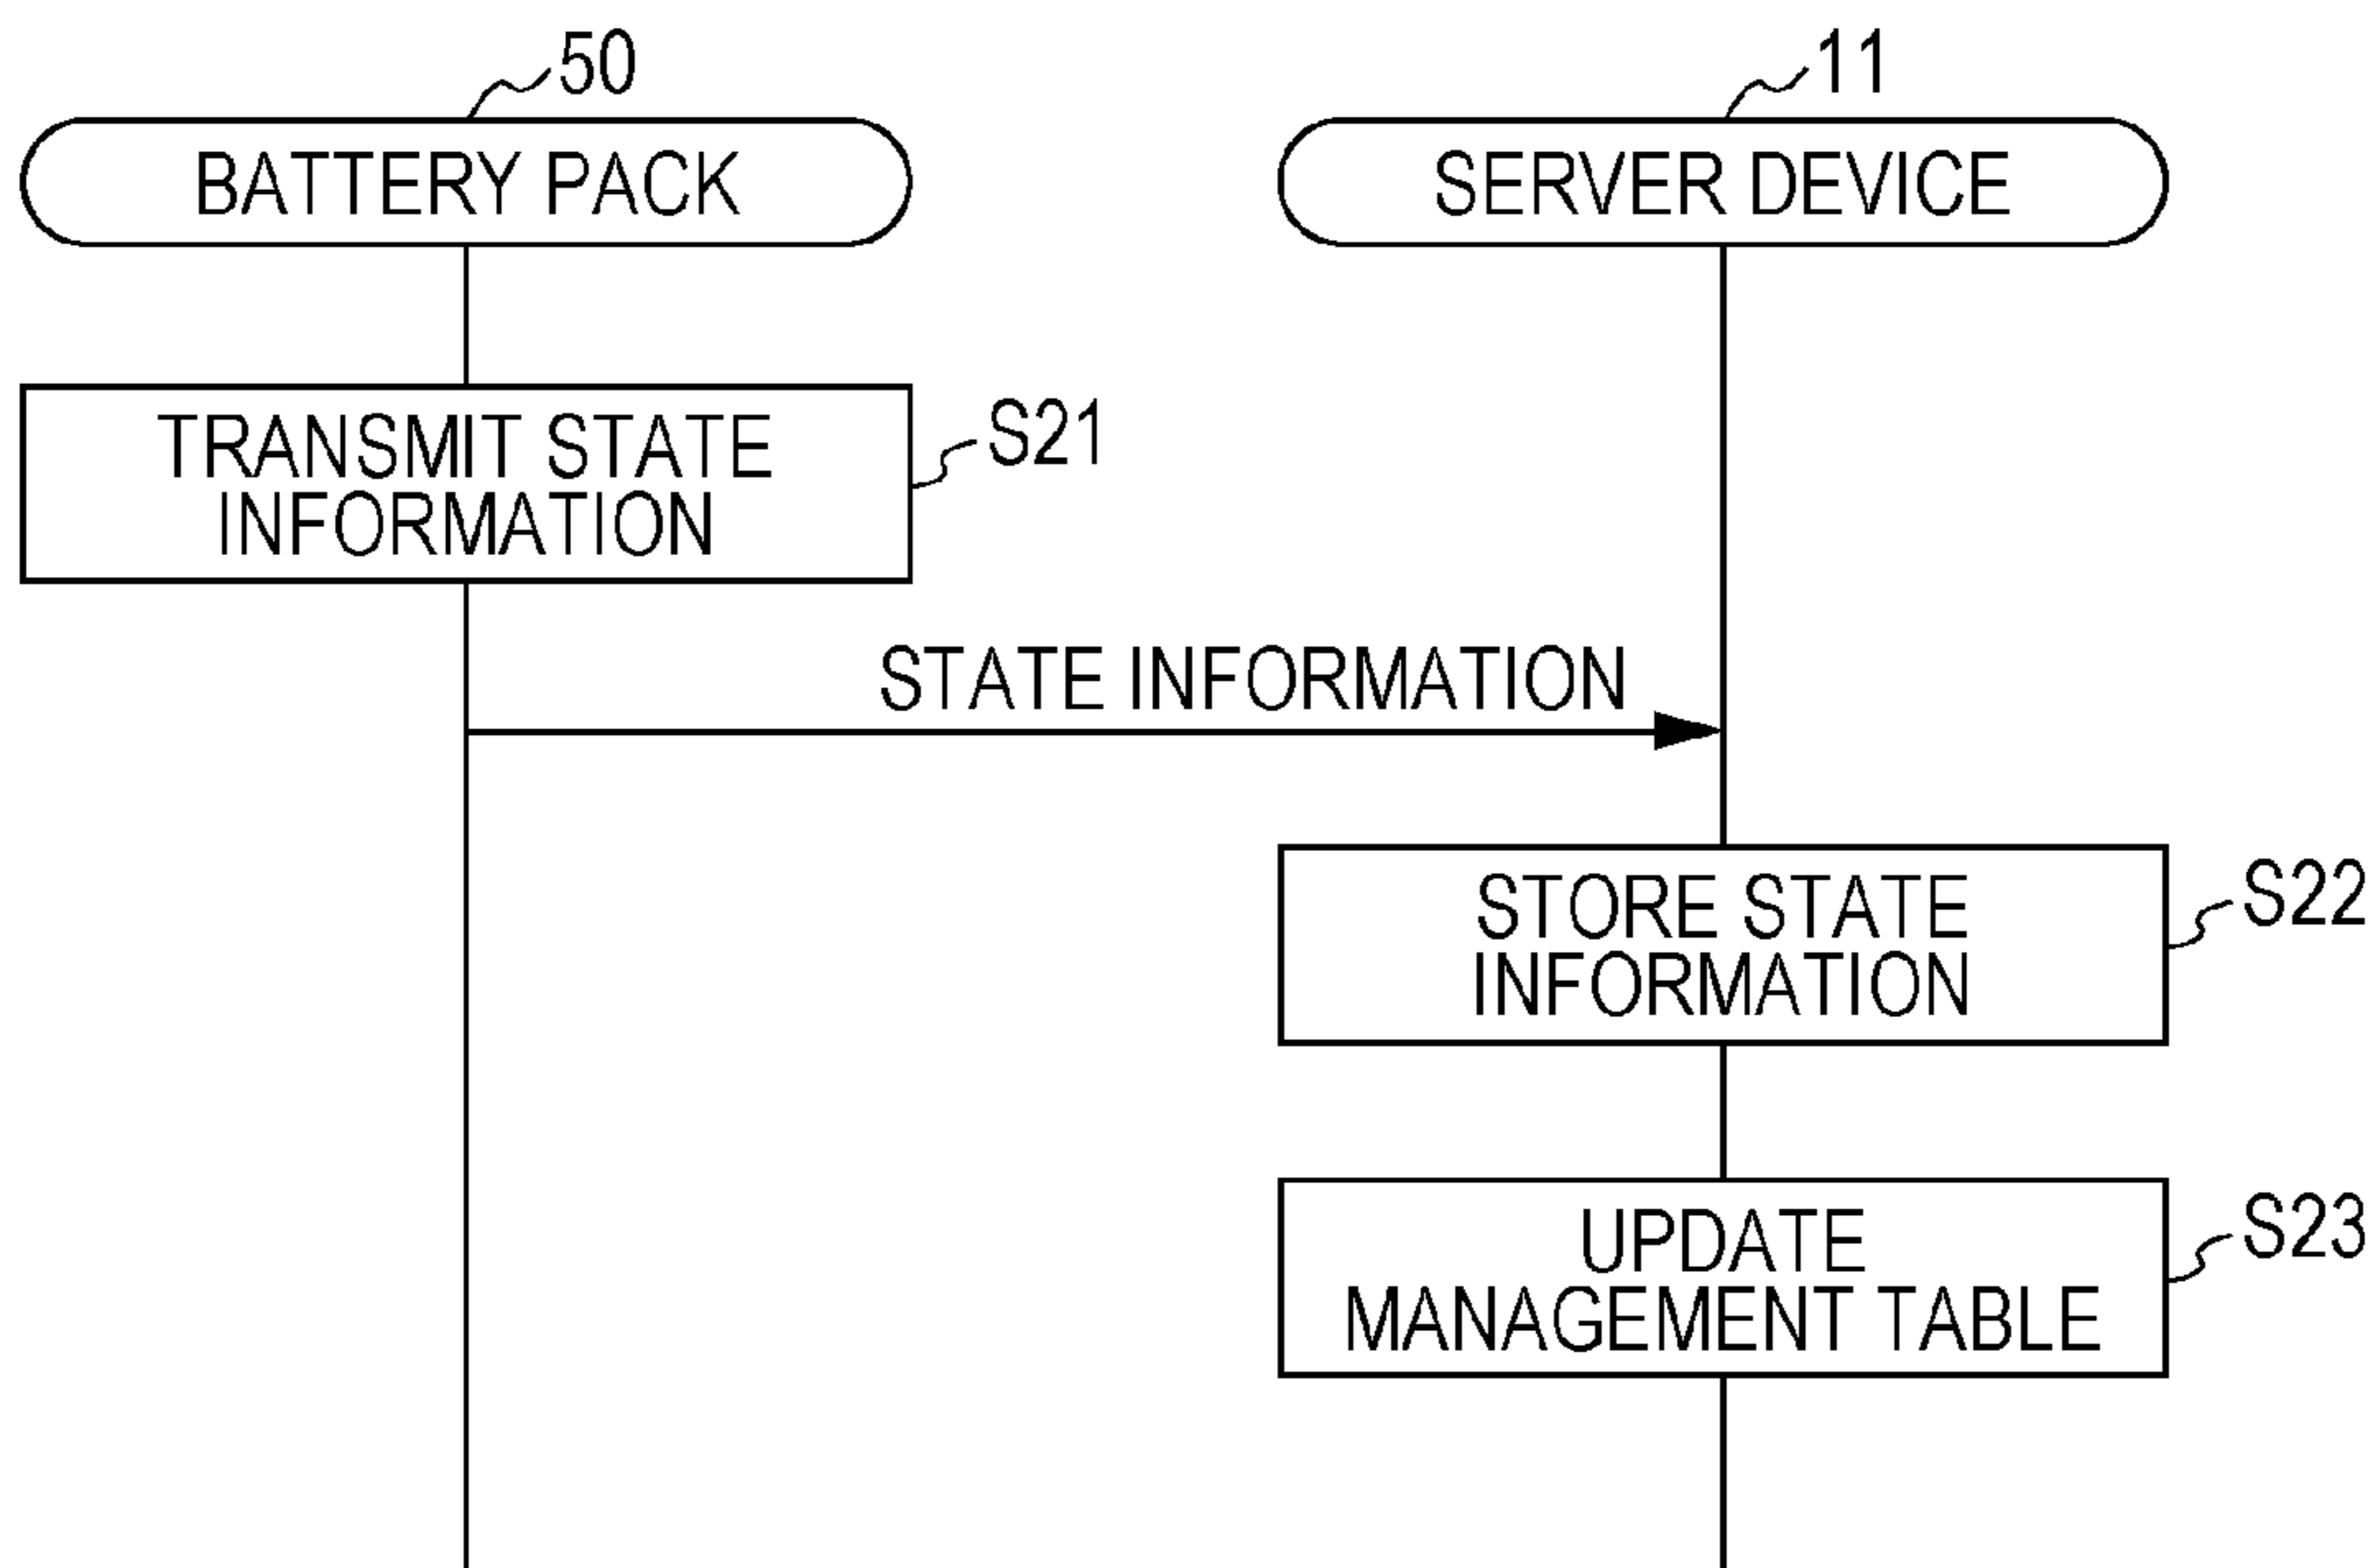 50
11
BATTERY PACK
SERVER DEVICE
TRANSMIT STATE
INFORMATION
S21
STATE INFORMATION
STORE STATE
INFORMATION
S22
UPDATE
MANAGEMENT TABLE
S23